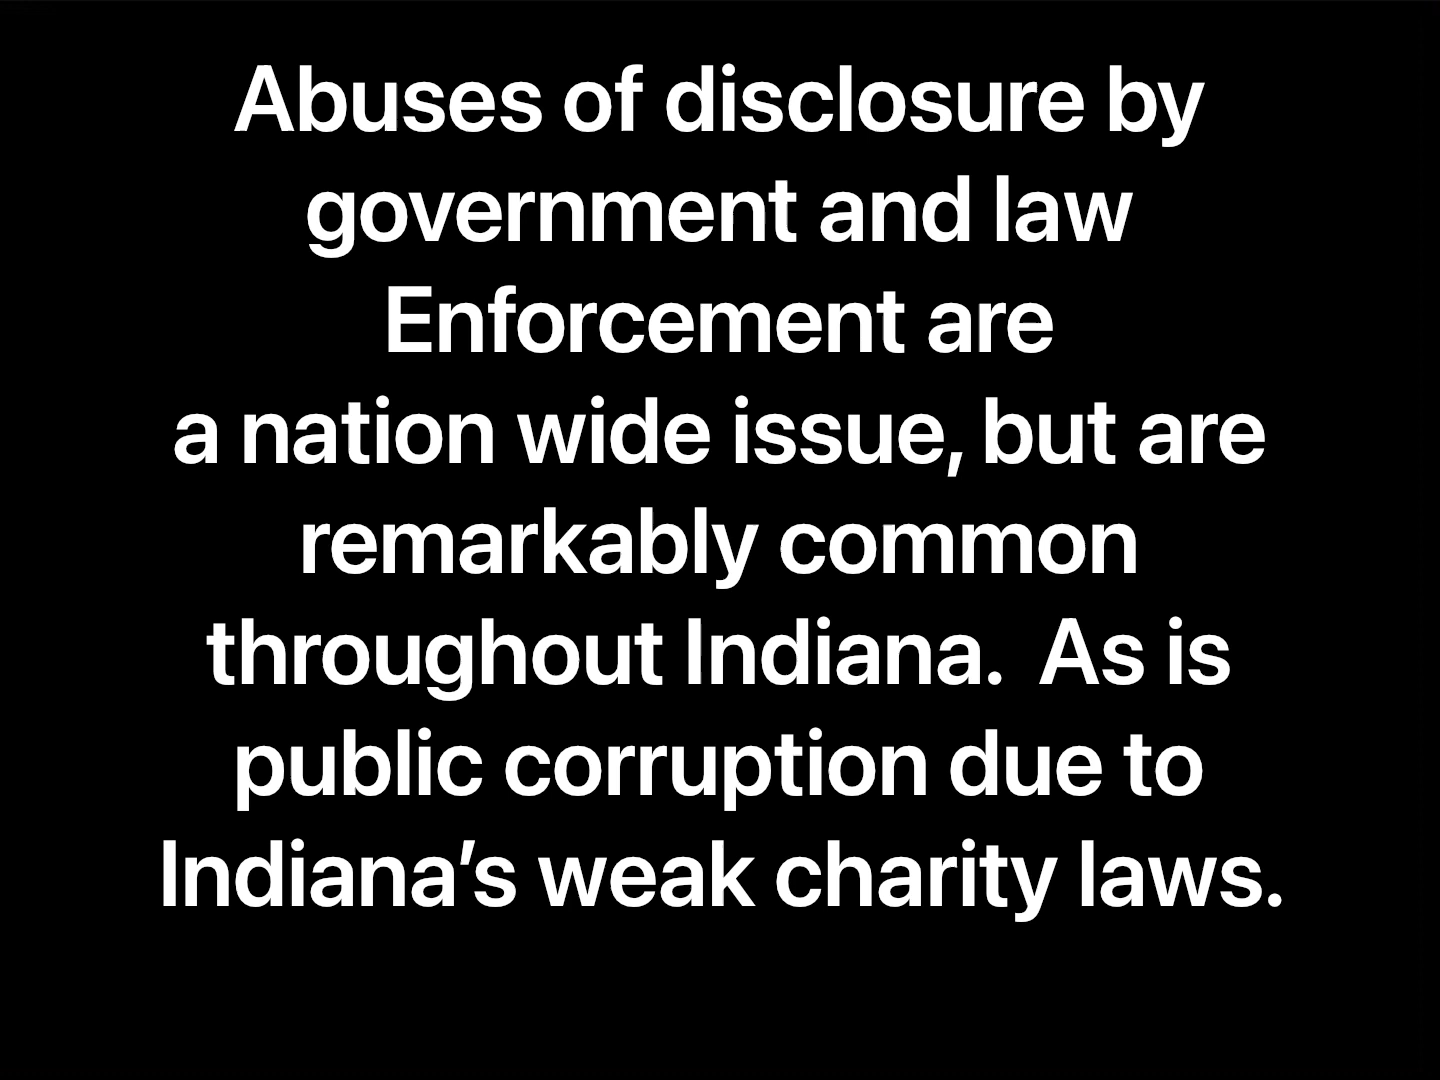 Abuses of disclosure by
government and law
Enforcement are
a nation wide issue, but are
remarkably common
throughout Indiana.  As is
public corruption due to
Indiana’s weak charity laws.